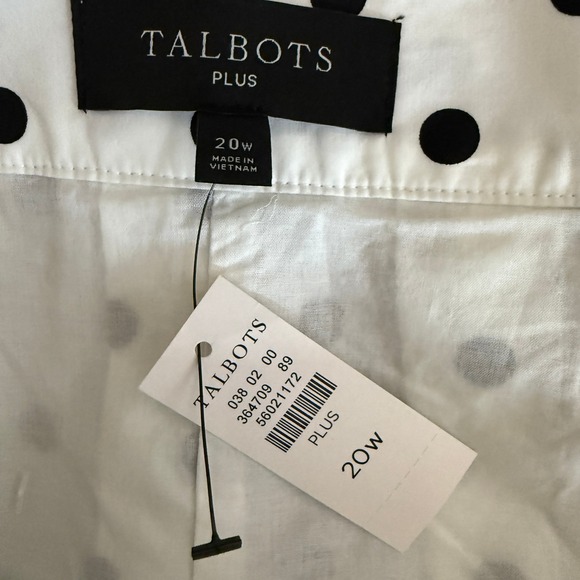 TALBOTS
PLUS
20W
MADE IN
VIETNAM
TALBOTS
038 02 00
364709 89
56021172
PLUS
20W